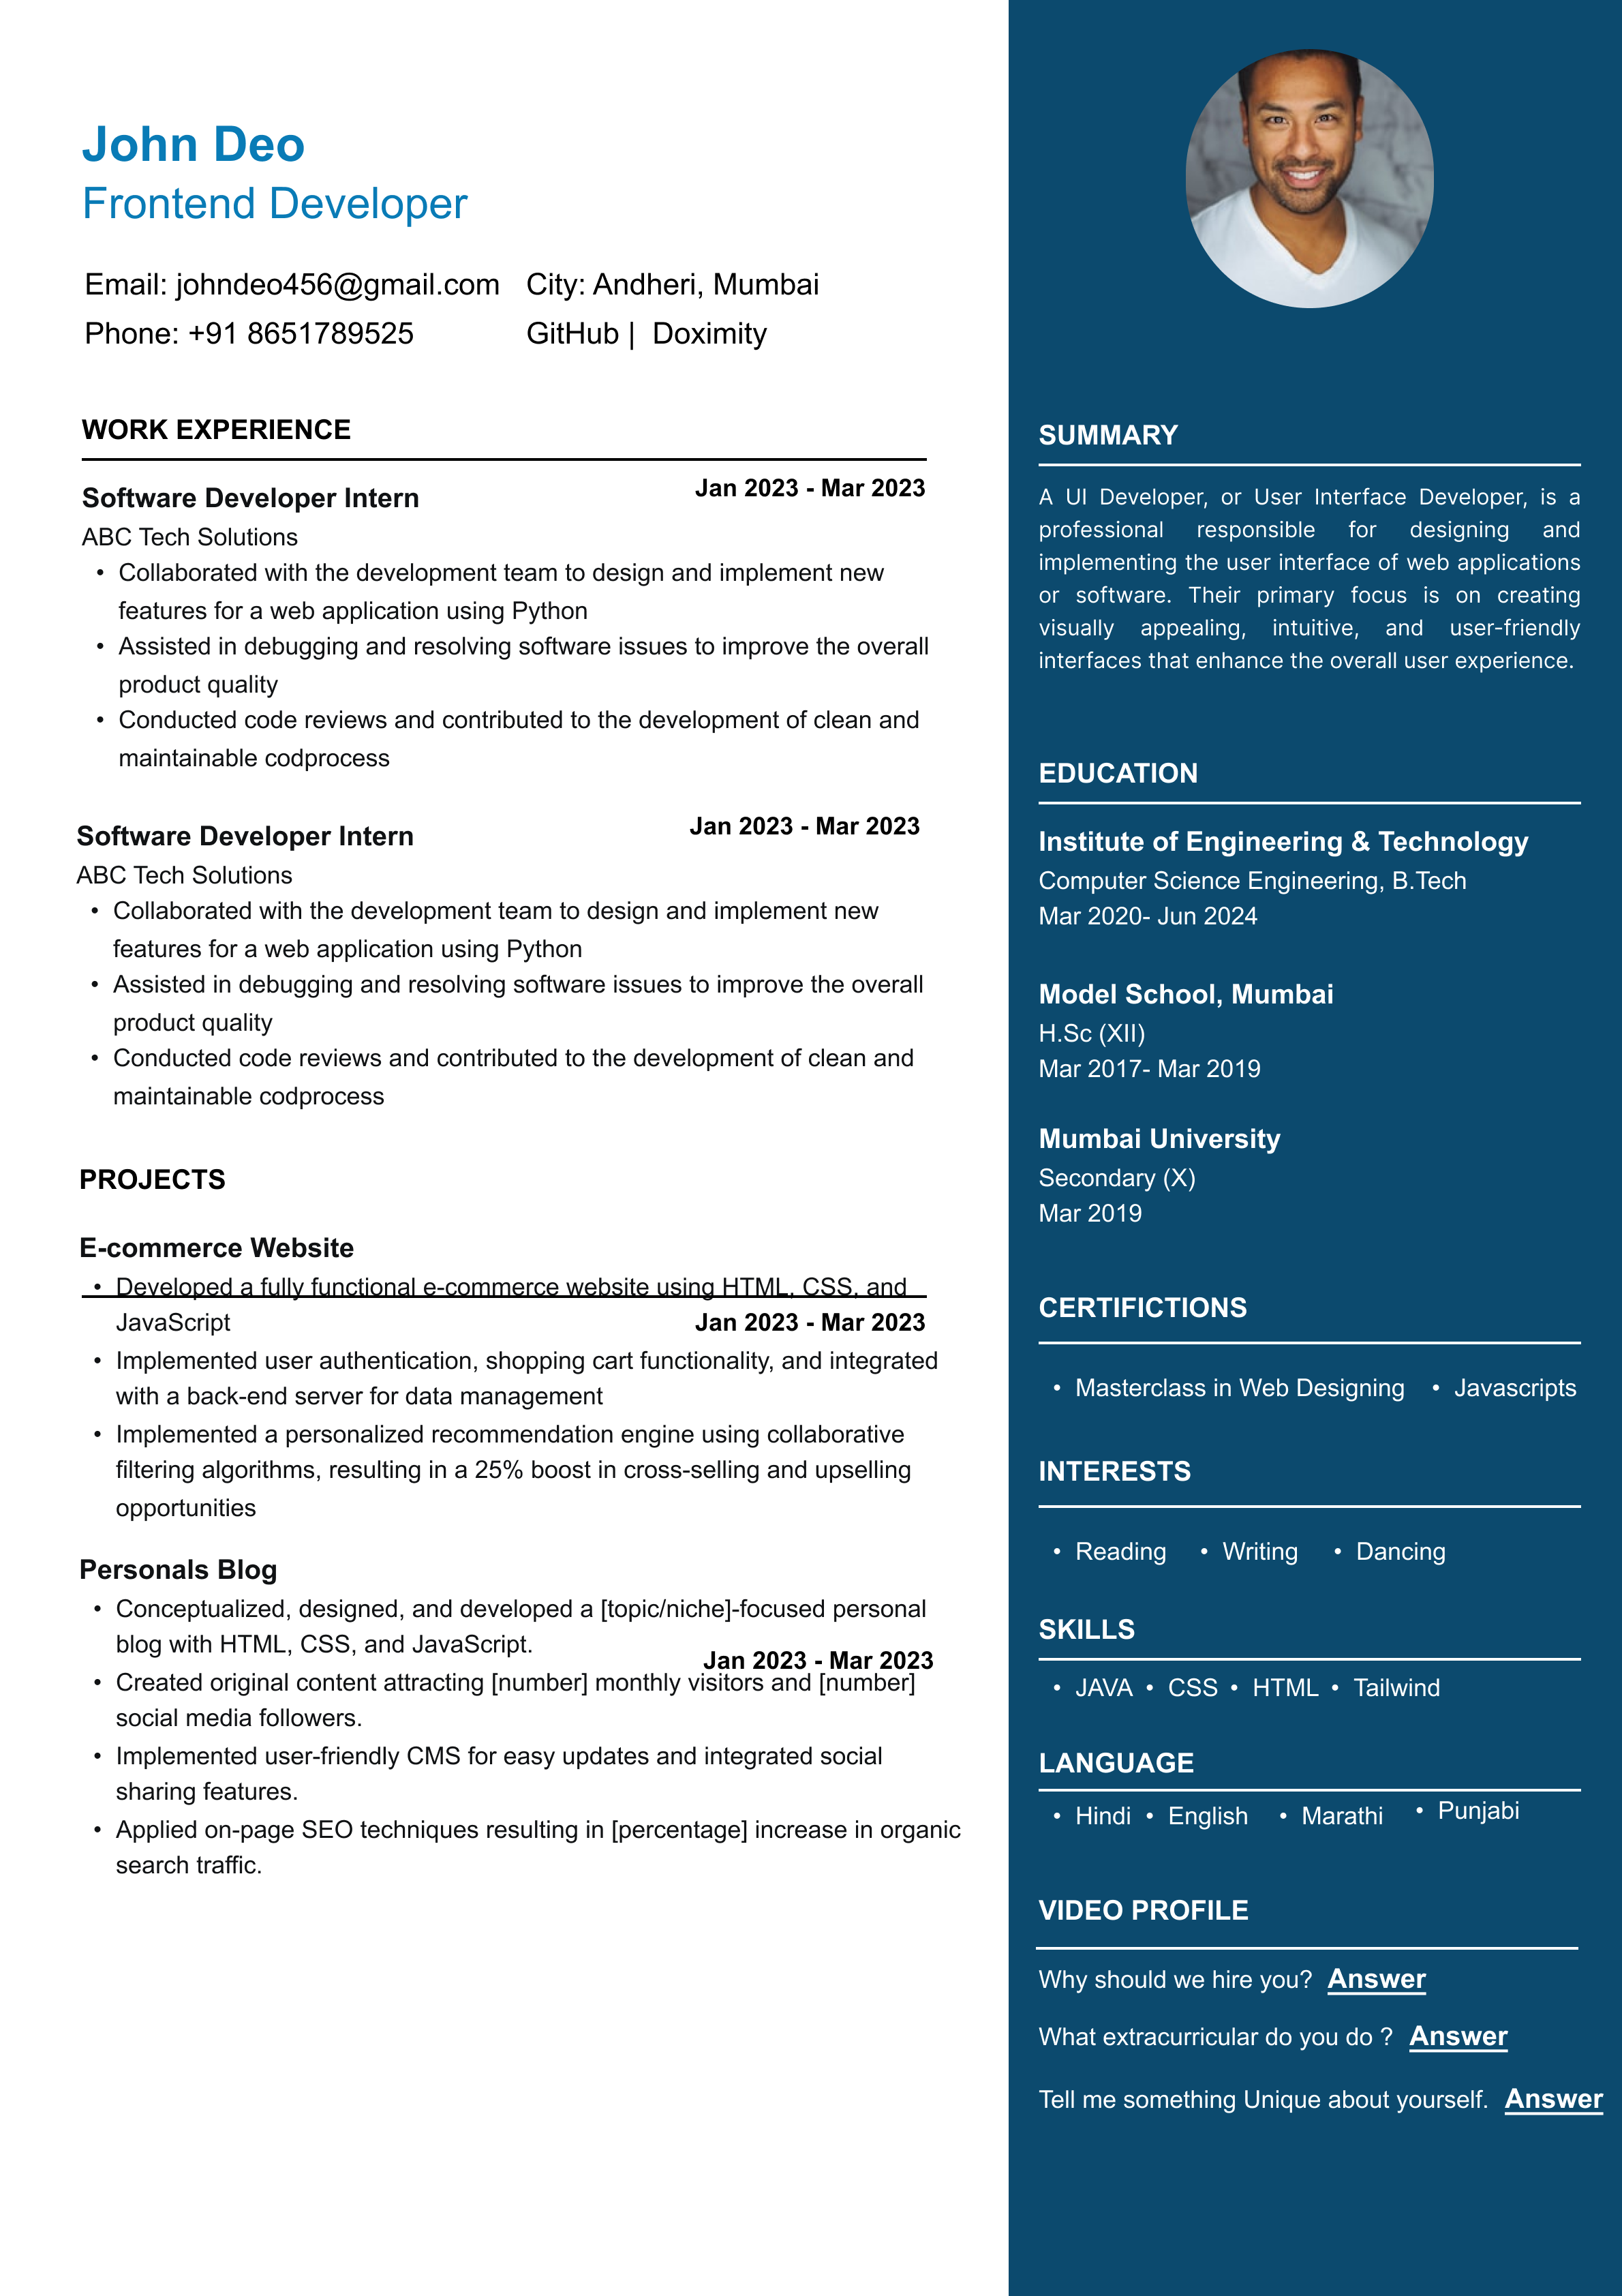 John Deo
Frontend Developer
Email: johndeo456@gmail.com City: Andheri, Mumbai
Phone: +91 8651789525 GitHub | Doximity
WORK EXPERIENCE
Software Developer Intern Jan 2023 - Mar 2023
ABC Tech Solutions
• Collaborated with the development team to design and implement new
features for a web application using Python
• Assisted in debugging and resolving software issues to improve the overall
product quality
• Conducted code reviews and contributed to the development of clean and
maintainable codprocess
Software Developer Intern Jan 2023 - Mar 2023
ABC Tech Solutions
• Collaborated with the development team to design and implement new
features for a web application using Python
• Assisted in debugging and resolving software issues to improve the overall
product quality
• Conducted code reviews and contributed to the development of clean and
maintainable codprocess
PROJECTS
E-commerce Website
• Developed a fully functional e-commerce website using HTML, CSS, and
JavaScript Jan 2023 - Mar 2023
• Implemented user authentication, shopping cart functionality, and integrated
with a back-end server for data management
• Implemented a personalized recommendation engine using collaborative
filtering algorithms, resulting in a 25% boost in cross-selling and upselling
opportunities
Personals Blog
• Conceptualized, designed, and developed a [topic/niche]-focused personal
blog with HTML, CSS, and JavaScript.
Jan 2023 - Mar 2023
• Created original content attracting [number] monthly visitors and [number]
social media followers.
• Implemented user-friendly CMS for easy updates and integrated social
sharing features.
• Applied on-page SEO techniques resulting in [percentage] increase in organic
search traffic.
SUMMARY
A UI Developer, or User Interface Developer, is a
professional responsible for designing and
implementing the user interface of web applications
or software. Their primary focus is on creating
visually appealing, intuitive, and user-friendly
interfaces that enhance the overall user experience.
EDUCATION
Institute of Engineering & Technology
Computer Science Engineering, B.Tech
Mar 2020- Jun 2024
Model School, Mumbai
H.Sc (XII)
Mar 2017- Mar 2019
Mumbai University
Secondary (X)
Mar 2019
CERTIFICTIONS
• Masterclass in Web Designing • Javascripts
INTERESTS
• Reading • Writing • Dancing
SKILLS
• JAVA • CSS • HTML • Tailwind
LANGUAGE
• Hindi • English • Marathi • Punjabi
VIDEO PROFILE
Why should we hire you? Answer
What extracurricular do you do ? Answer
Tell me something Unique about yourself. Answer